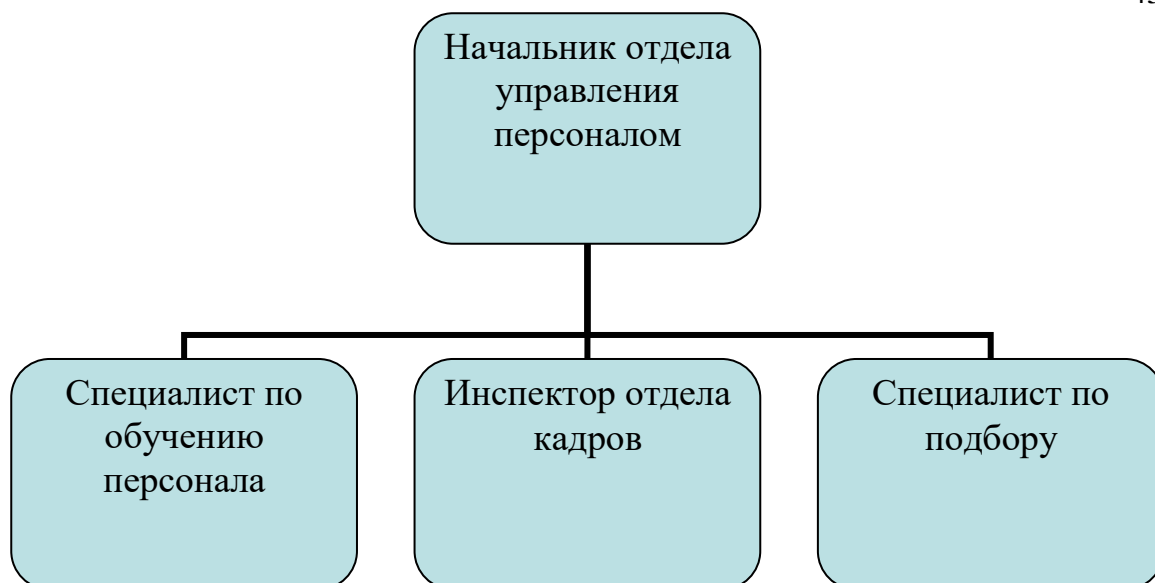 Начальник отдела
управления
персоналом
Специалист по
обучению
персонала
Инспектор отдела
кадров
Специалист по
подбору